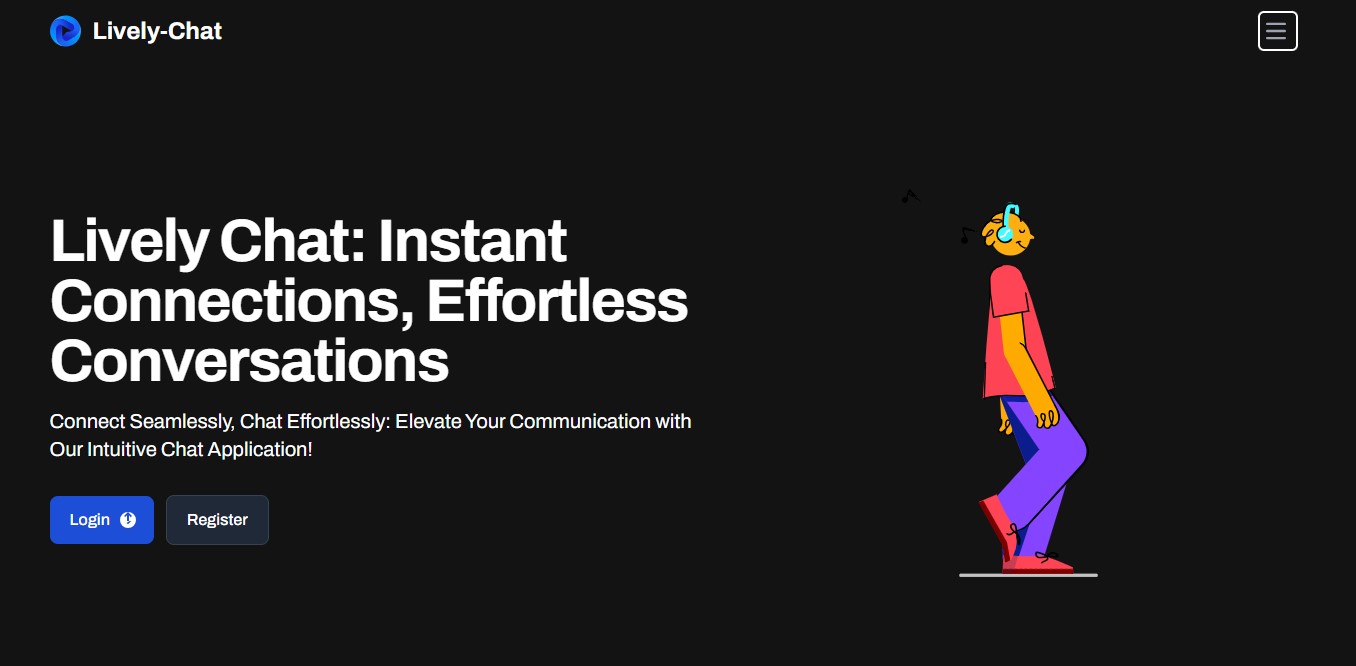 Lively-Chat
Lively Chat: Instant
Connections, Effortless
Conversations
Connect Seamlessly, Chat Effortlessly: Elevate Your Communication with
Our Intuitive Chat Application!
Login
Register